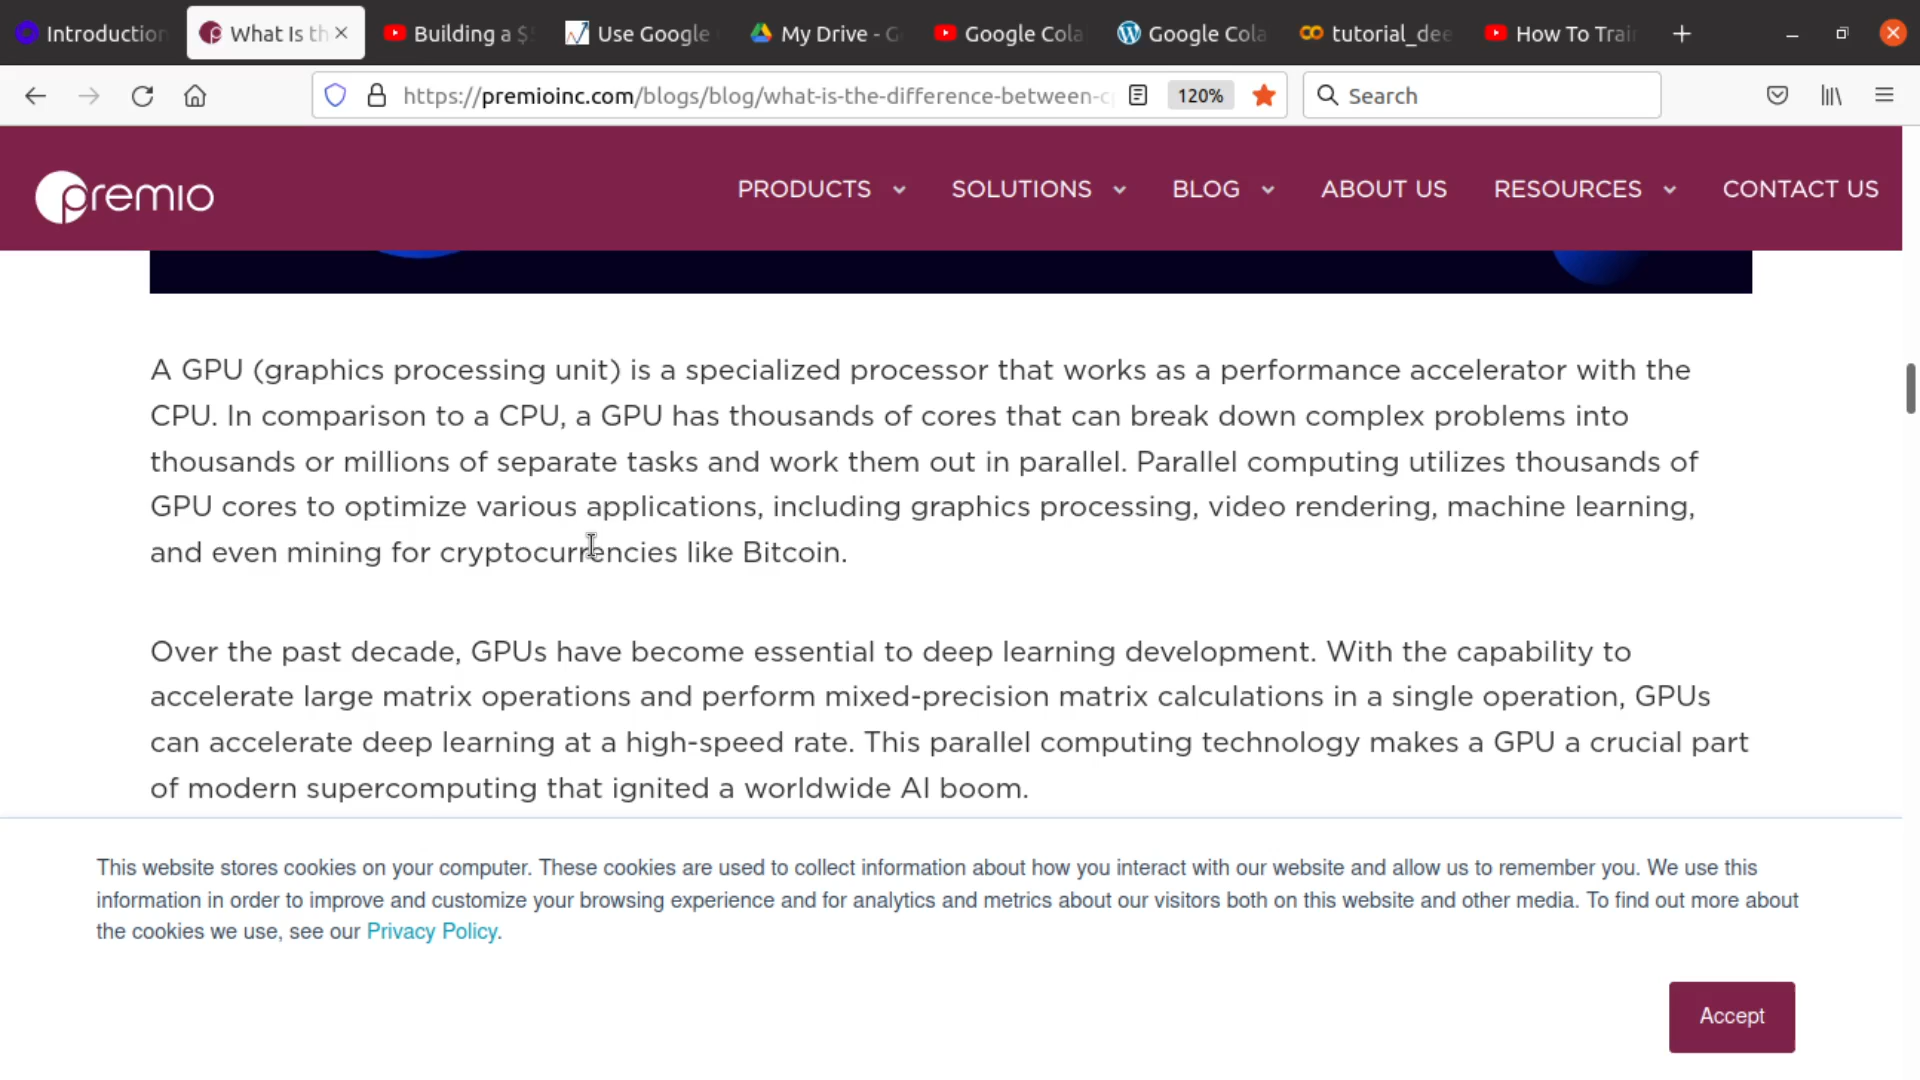 Introduction
What Is th
Building a $
Use Google
My Drive - G
Google Cola
Google Cola
tutorial_dee
How To Trai
https://premioinc.com/blogs/blog/what-is-the-difference-between-c
120%
Search
premio
PRODUCTS
SOLUTIONS
BLOG
ABOUT US
RESOURCES
CONTACT US
A GPU (graphics processing unit) is a specialized processor that works as a performance accelerator with the
CPU. In comparison to a CPU, a GPU has thousands of cores that can break down complex problems into
thousands or millions of separate tasks and work them out in parallel. Parallel computing utilizes thousands of
GPU cores to optimize various applications, including graphics processing, video rendering, machine learning,
and even mining for cryptocurrencies like Bitcoin.
Over the past decade, GPUs have become essential to deep learning development. With the capability to
accelerate large matrix operations and perform mixed-precision matrix calculations in a single operation, GPUs
can accelerate deep learning at a high-speed rate. This parallel computing technology makes a GPU a crucial part
of modern supercomputing that ignited a worldwide AI boom.
This website stores cookies on your computer. These cookies are used to collect information about how you interact with our website and allow us to remember you. We use this
information in order to improve and customize your browsing experience and for analytics and metrics about our visitors both on this website and other media. To find out more about
the cookies we use, see our Privacy Policy.
Accept